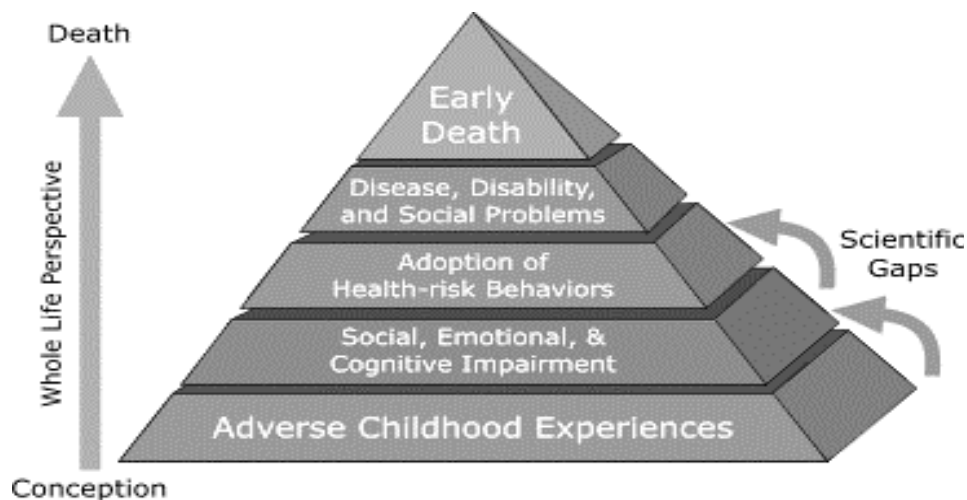 Death
Whole Life Perspective
Conception
Early
Death
Disease, Disability,
and Social Problems
Adoption of
Health-risk Behaviors
Social, Emotional, &
Cognitive Impairment
Adverse Childhood Experiences
Scientific
Gaps